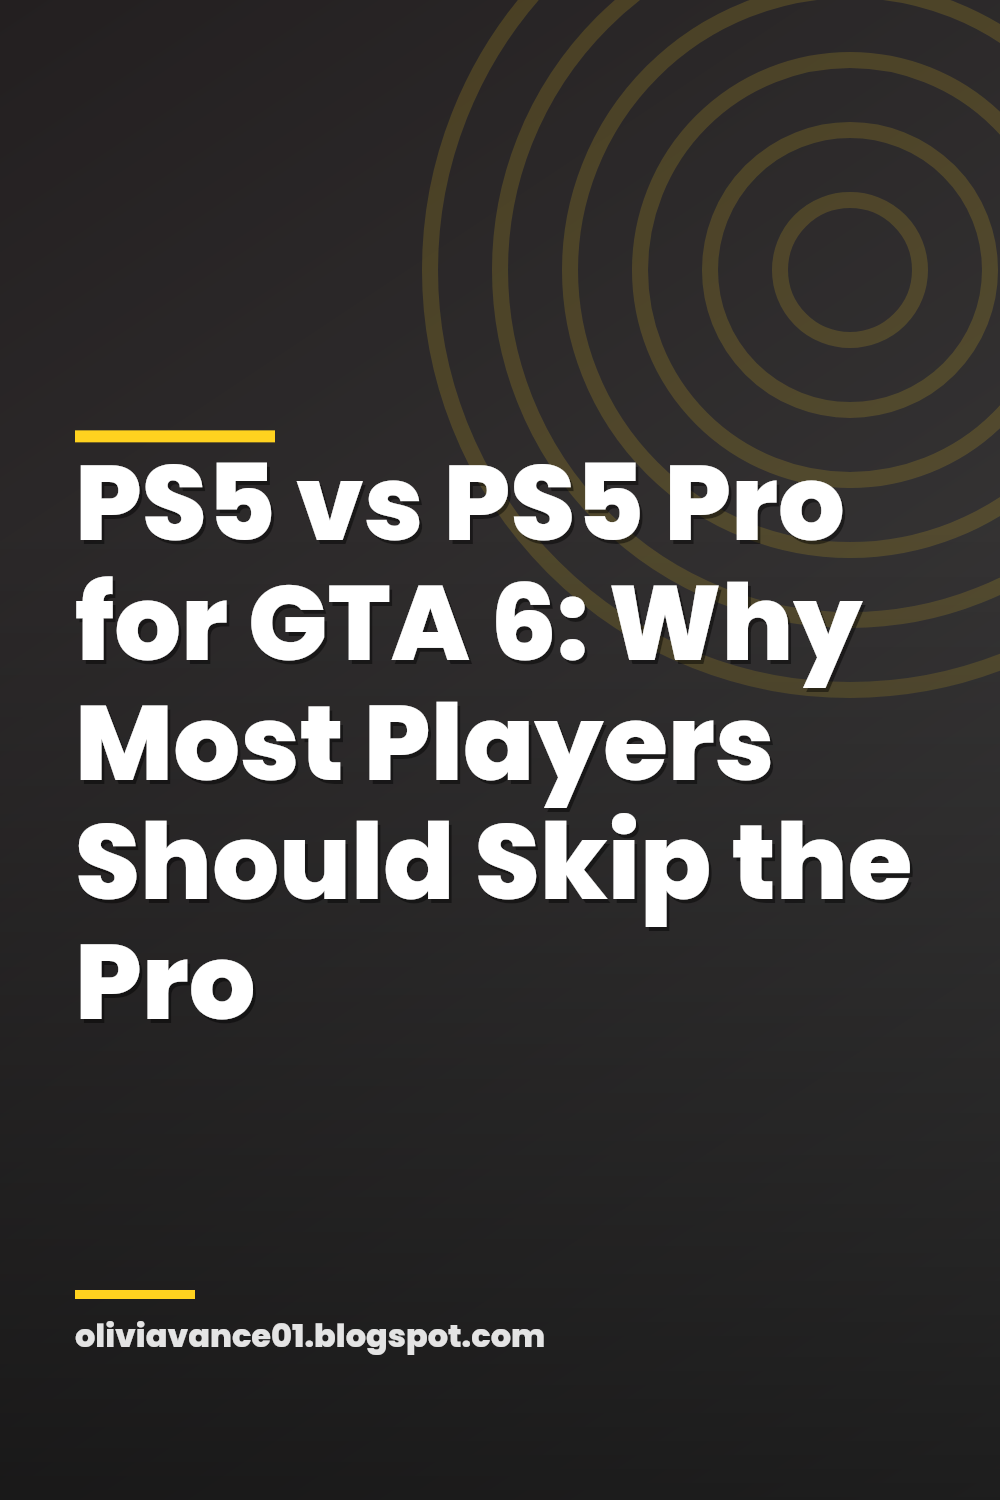 PS5 vs PS5 Pro
for GTA 6: Why
Most Players
Should Skip the
Pro
oliviavance01.blogspot.com